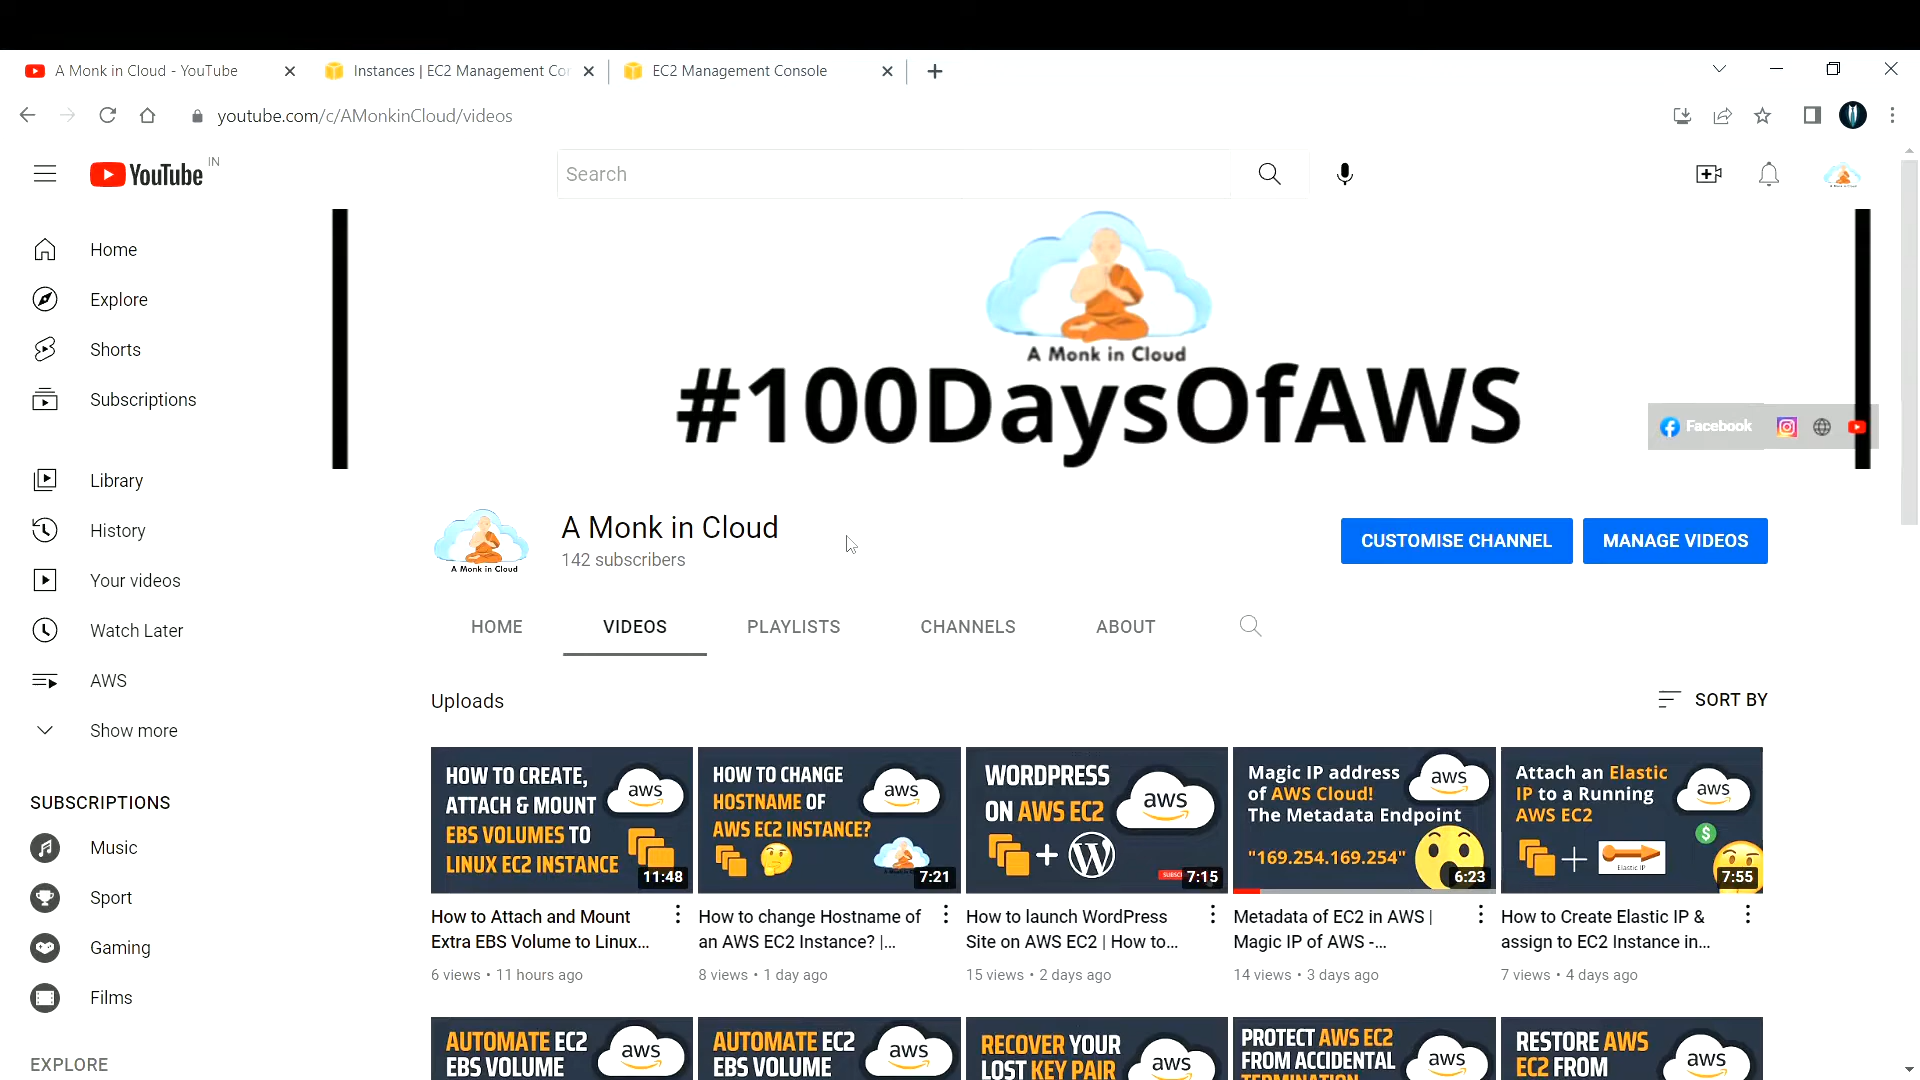 A Monk in Cloud - YouTube
Instances | EC2 Management Cor
EC2 Management Console
youtube.com/c/AMonkinCloud/videos
YouTube IN
Search
Home
Explore
Shorts
Subscriptions
Library
History
Your videos
Watch Later
AWS
Show more
SUBSCRIPTIONS
Music
Sport
Gaming
Films
EXPLORE
A Monk in Cloud
#100DaysOfAWS
Facebook
A Monk in Cloud
A Monk in Cloud
142 subscribers
CUSTOMISE CHANNEL
MANAGE VIDEOS
HOME
VIDEOS
PLAYLISTS
CHANNELS
ABOUT
Uploads
SORT BY
HOW TO CREATE,
ATTACH & MOUNT
EBS VOLUMES TO
LINUX EC2 INSTANCE
aws
11:48
How to Attach and Mount
Extra EBS Volume to Linux...
6 views • 11 hours ago
HOW TO CHANGE
HOSTNAME OF
AWS EC2 INSTANCE?
aws
7:21
How to change Hostname of
an AWS EC2 Instance? |...
8 views • 1 day ago
WORDPRESS
ON AWS EC2
aws
7:15
How to launch WordPress
Site on AWS EC2 | How to...
15 views • 2 days ago
Magic IP address
of AWS Cloud!
The Metadata Endpoint
"169.254.169.254"
aws
6:23
Metadata of EC2 in AWS |
Magic IP of AWS -...
14 views • 3 days ago
Attach an Elastic
IP to a Running
AWS EC2
aws
$
Elastic IP
7:55
How to Create Elastic IP &
assign to EC2 Instance in...
7 views • 4 days ago
AUTOMATE EC2
EBS VOLUME
aws
AUTOMATE EC2
EBS VOLUME
aws
RECOVER YOUR
LOST KEY PAIR
aws
PROTECT AWS EC2
FROM ACCIDENTAL
TERMINATION
aws
RESTORE AWS
EC2 FROM
aws